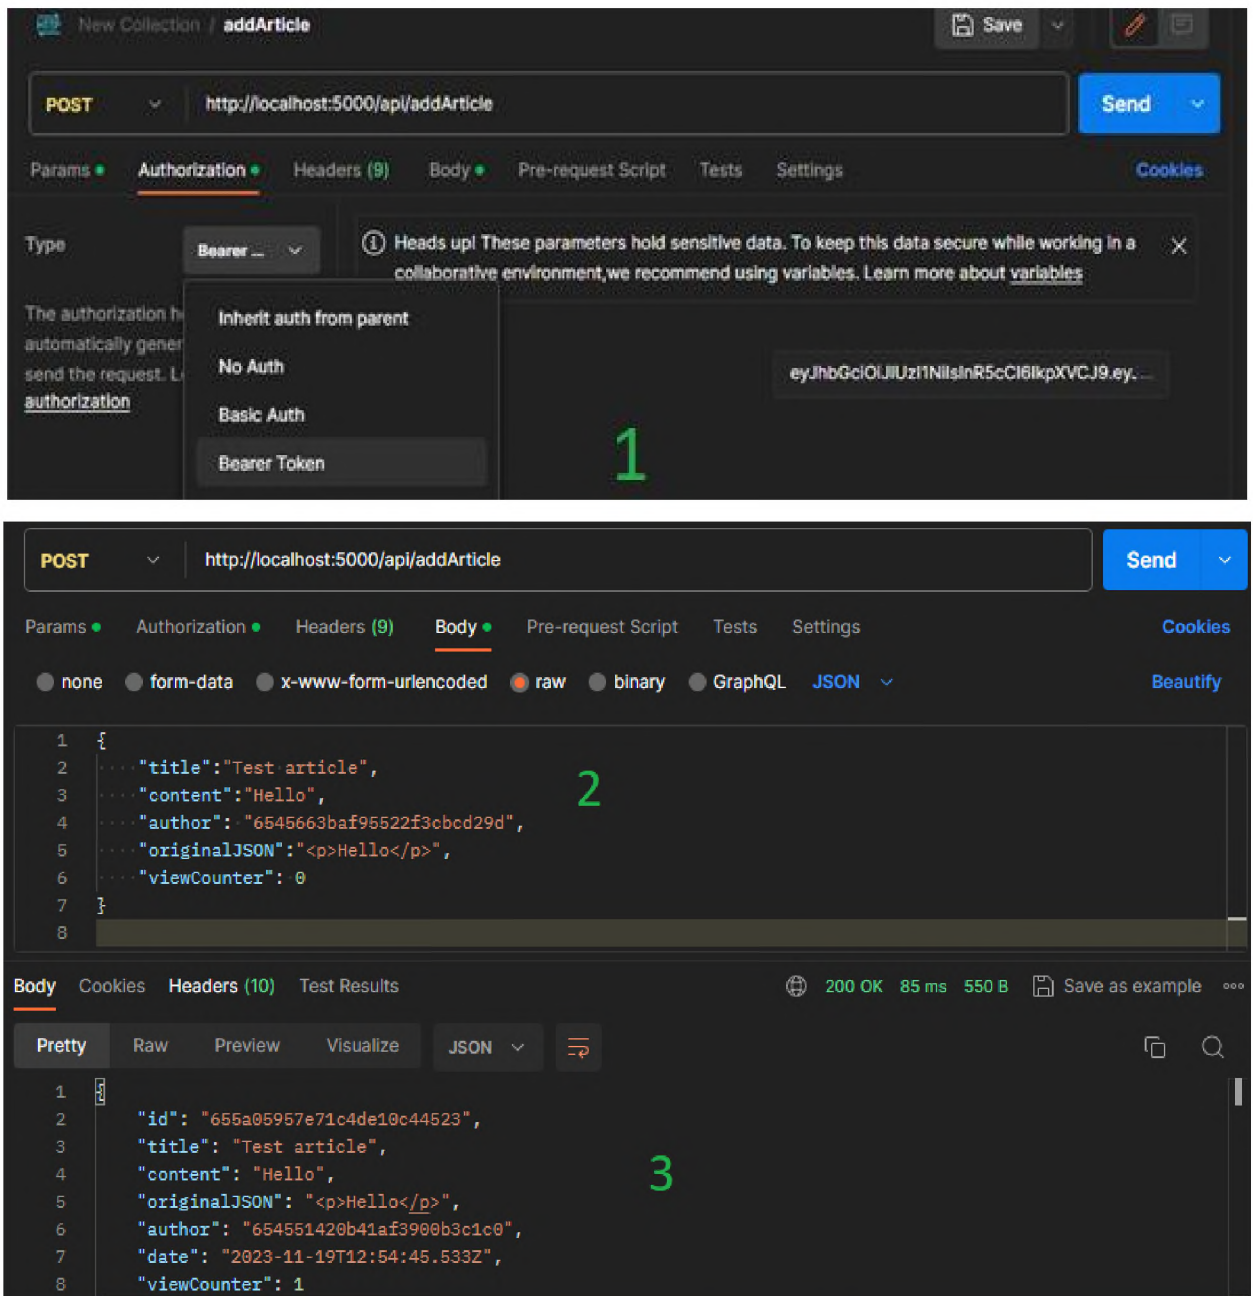 New Collection / addArticle
Save
POST http://localhost:5000/api/addArticle Send
Params Authorization Headers (9) Body Pre-request Script Tests Settings Cookies
Type Bearer ... Heads up! These parameters hold sensitive data. To keep this data secure while working in a
collaborative environment,we recommend using variables. Learn more about variables
The authorization h
automatically gener
send the request. L
authorization
Inherit auth from parent
No Auth
Basic Auth
Bearer Token
1
POST http://localhost:5000/api/addArticle Send
Params Authorization Headers (9) Body Pre-request Script Tests Settings Cookies
none form-data x-www-form-urlencoded raw binary GraphQL JSON Beautify
1 {
2 "title":"Test article",
3 "content":"Hello",
4 "author": "6545663baf95522f3cbcd29d",
5 "originalJSON":"<p>Hello</p>",
6 "viewCounter": 0
7 }
8
2
Body Cookies Headers (10) Test Results 200 OK 85 ms 550 B Save as example
Pretty Raw Preview Visualize JSON
1 {
2 "id": "655a05957e71c4de10c44523",
3 "title": "Test article",
4 "content": "Hello",
5 "originalJSON": "<p>Hello</p>",
6 "author": "654551420b41af3900b3c1c0",
7 "date": "2023-11-19T12:54:45.533Z",
8 "viewCounter": 1
3